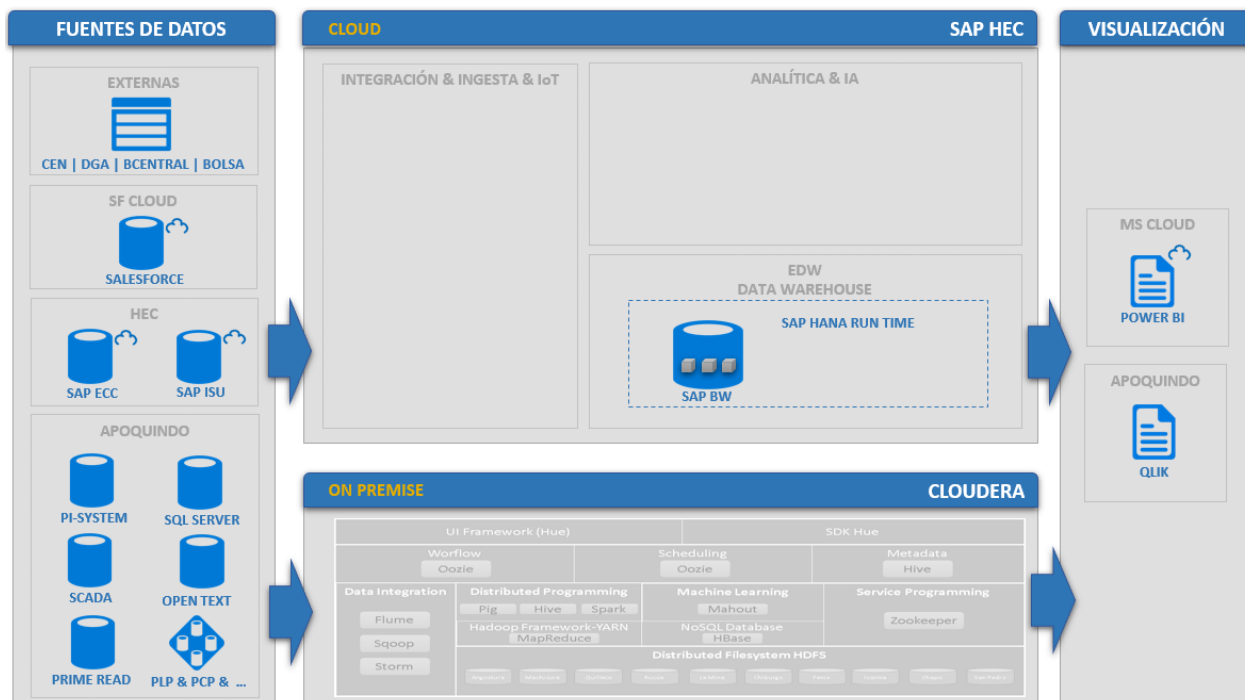 FUENTES DE DATOS
EXTERNAS
CEN | DGA | BCENTRAL | BOLSA
SF CLOUD
SALESFORCE
HEC
SAP ECC
SAP ISU
APOQUINDO
PI-SYSTEM
SQL SERVER
SCADA
OPEN TEXT
PRIME READ
PLP & PCP & ...
CLOUD
SAP HEC
INTEGRACIÓN & INGESTA & IoT
ANALÍTICA & IA
EDW
DATA WAREHOUSE
SAP HANA RUN TIME
SAP BW
ON PREMISE
CLOUDERA
UI Framework (Hue)
SDK Hue
Worflow
Oozie
Scheduling
Oozie
Metadata
Hive
Data Integration
Flume
Sqoop
Storm
Distributed Programming
Pig
Hive
Spark
Machine Learning
Mahout
Service Programming
Zookeeper
Hadoop Framework-YARN
MapReduce
NoSQL Database
HBase
Distributed Filesystem HDFS
VISUALIZACIÓN
MS CLOUD
POWER BI
APOQUINDO
QLIK